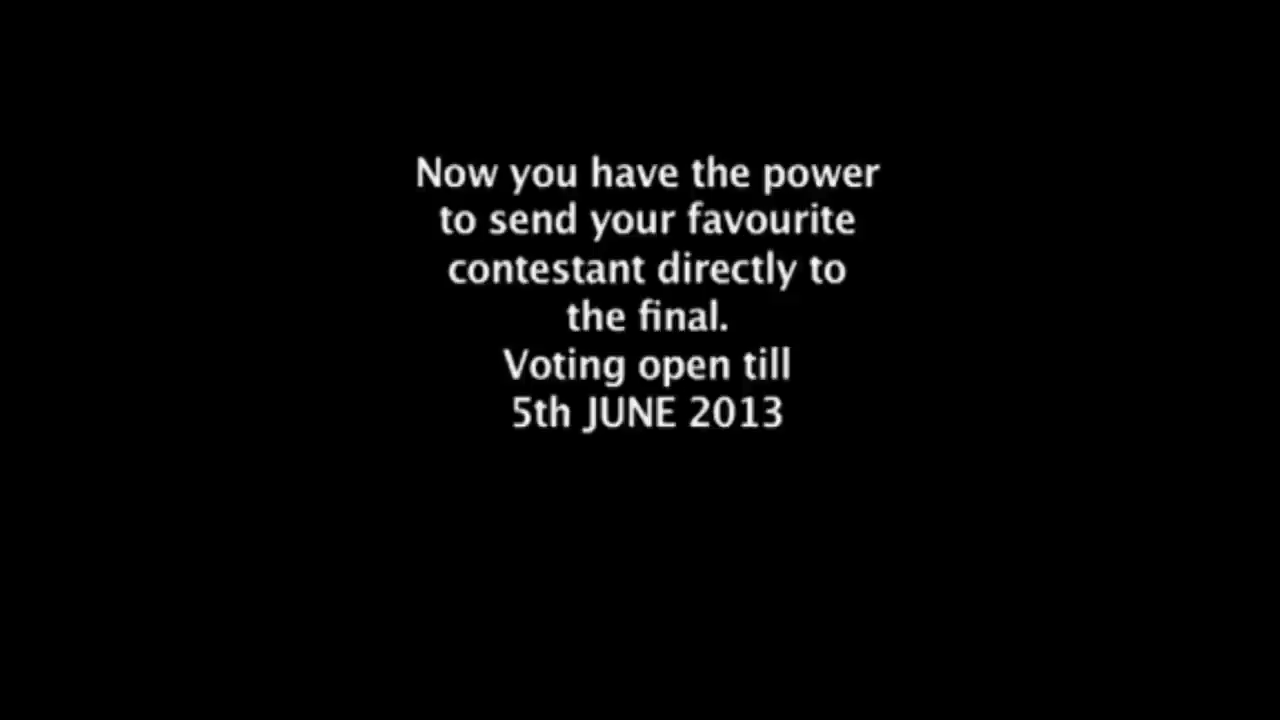 Now you have the power
to send your favourite
contestant directly to
the final.
Voting open till
5th JUNE 2013